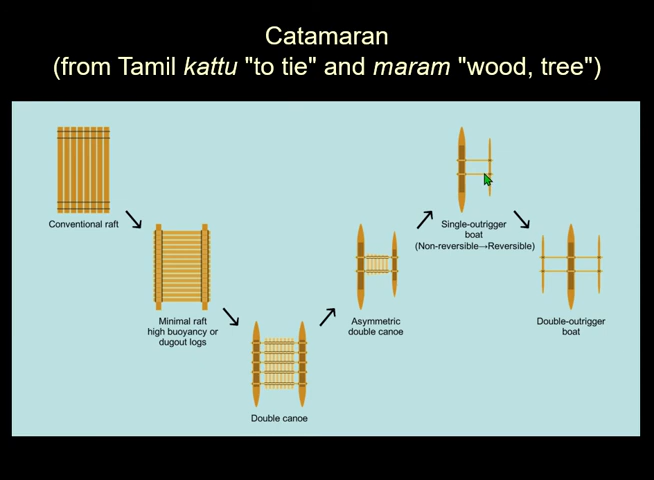 Catamaran
(from Tamil kattu "to tie" and maram "wood, tree")
Conventional raft
Minimal raft
high buoyancy or
dugout logs
Double canoe
Asymmetric
double canoe
Single-outrigger
boat
(Non-reversible→Reversible)
Double-outrigger
boat